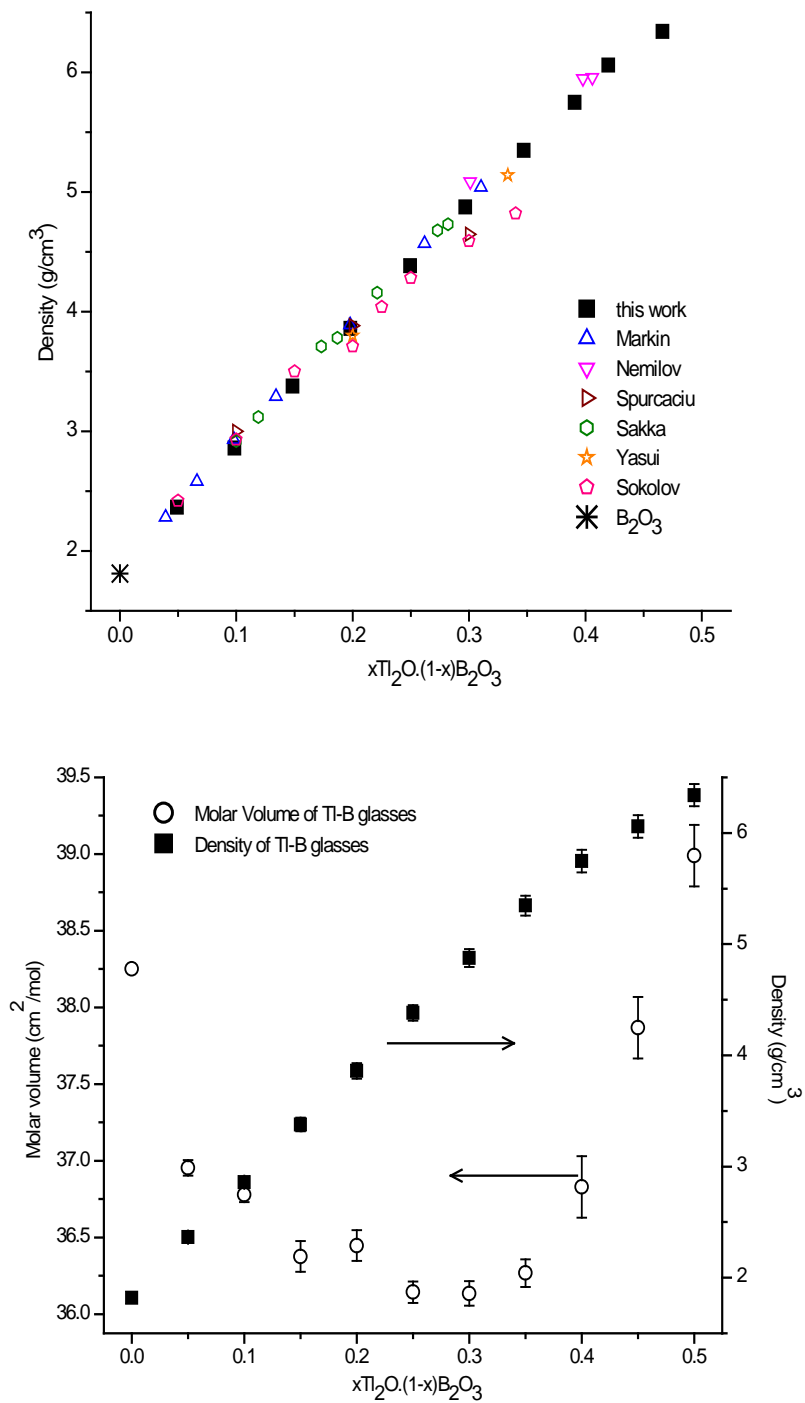 6
5
4
3
2
Density (g/cm³)
this work
Markin
Nemilov
Spurcaciu
Sakka
Yasui
Sokolov
B₂O₃
0.0 0.1 0.2 0.3 0.4 0.5
xTl₂O.(1-x)B₂O₃
39.5
39.0
38.5
38.0
37.5
37.0
36.5
36.0
Molar volume (cm²/mol)
Molar Volume of Tl-B glasses
Density of Tl-B glasses
6
5
4
3
2
Density (g/cm³)
0.0 0.1 0.2 0.3 0.4 0.5
xTl₂O.(1-x)B₂O₃